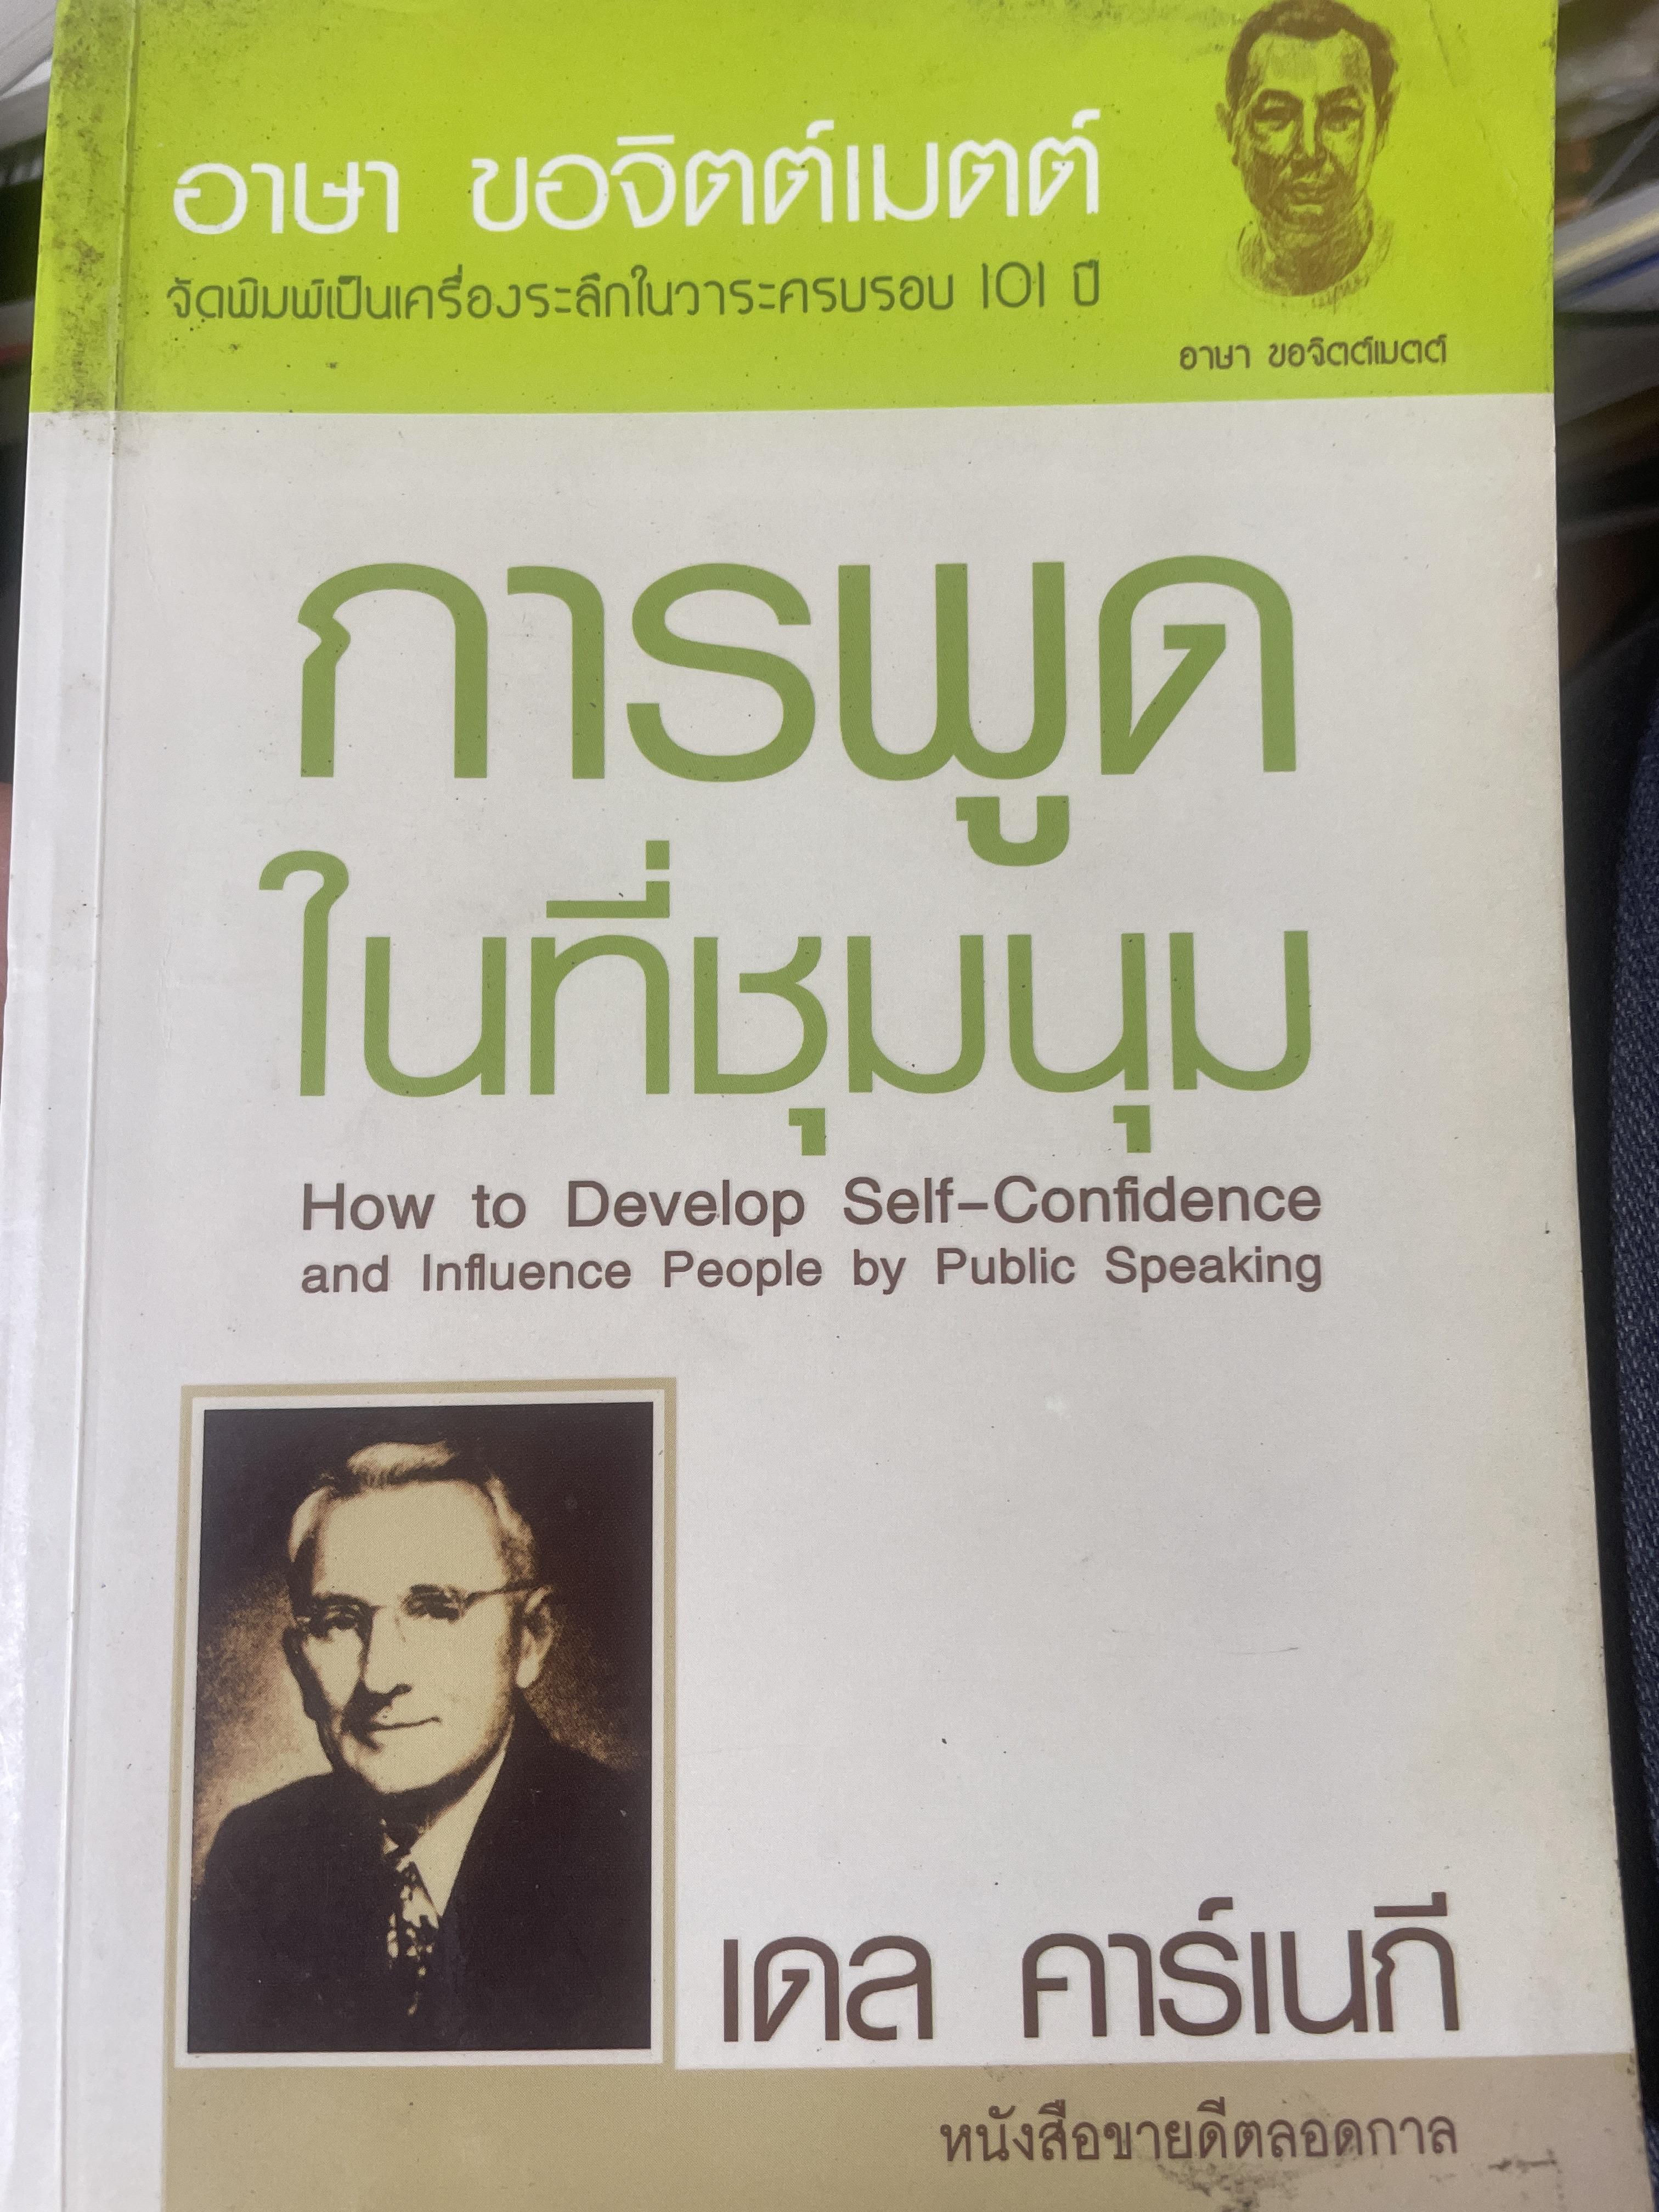 อาษา ขอจิตต์เมตต์
จัดพิมพ์เป็นเครื่องระลึกในวาระครบรอบ 101 ปี
อาษา ขอจิตต์เมตต์
การพูด
ในที่ชุมนุม
How to Develop Self-Confidence
and Influence People by Public Speaking
เดล คาร์เนกี
หนังสือขายดีตลอดกาล